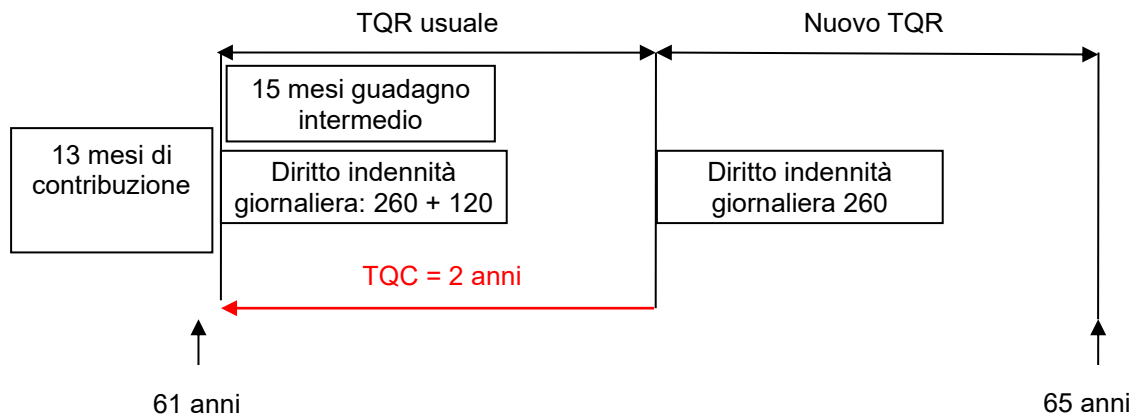 TQR usuale
Nuovo TQR
15 mesi guadagno
intermedio
13 mesi di
contribuzione
Diritto indennità
giornaliera: 260 + 120
Diritto indennità
giornaliera 260
TQC = 2 anni
61 anni
65 anni